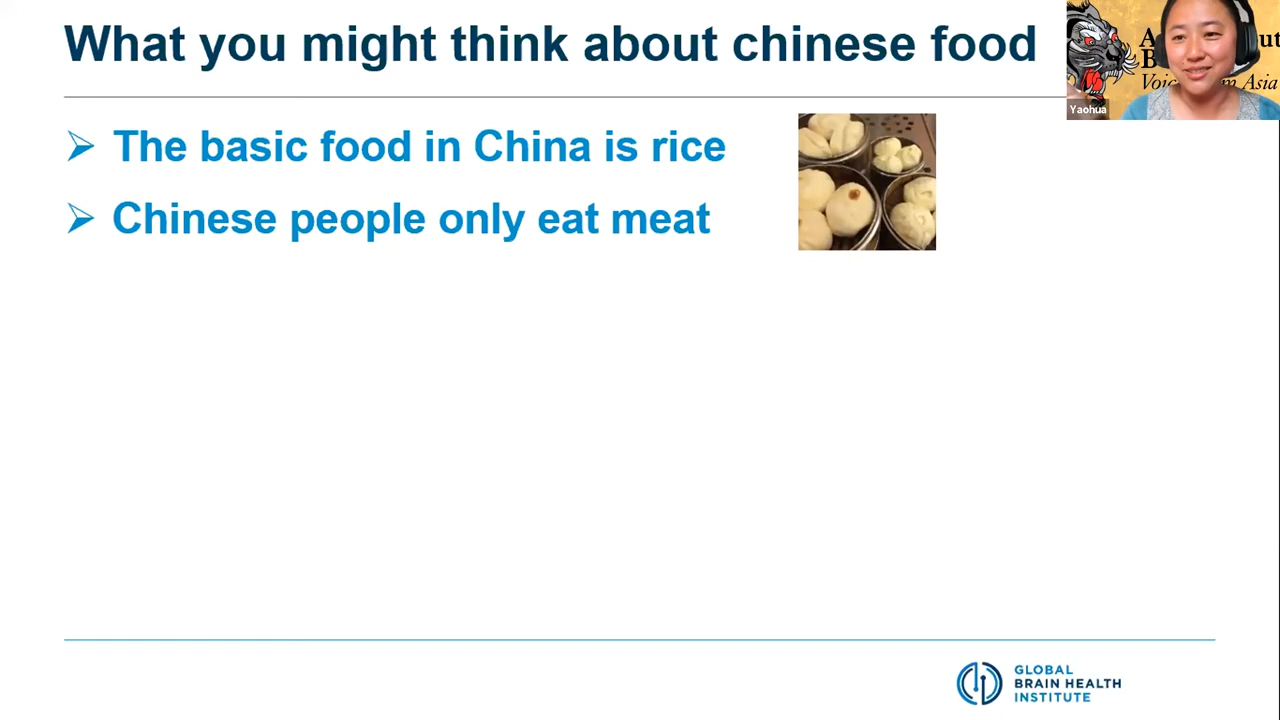 What you might think about chinese food
The basic food in China is rice
Chinese people only eat meat
Yaohua
Asia
GLOBAL
BRAIN HEALTH
INSTITUTE